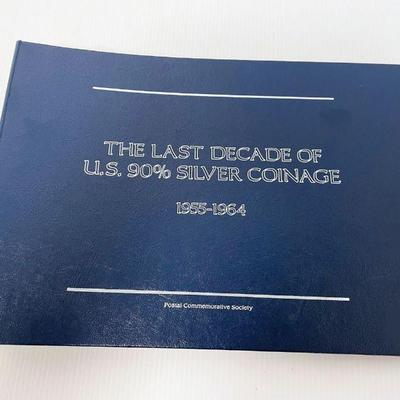 THE LAST DECADE OF
U.S. 90% SILVER COINAGE
1955-1964
Postal Commemorative Society